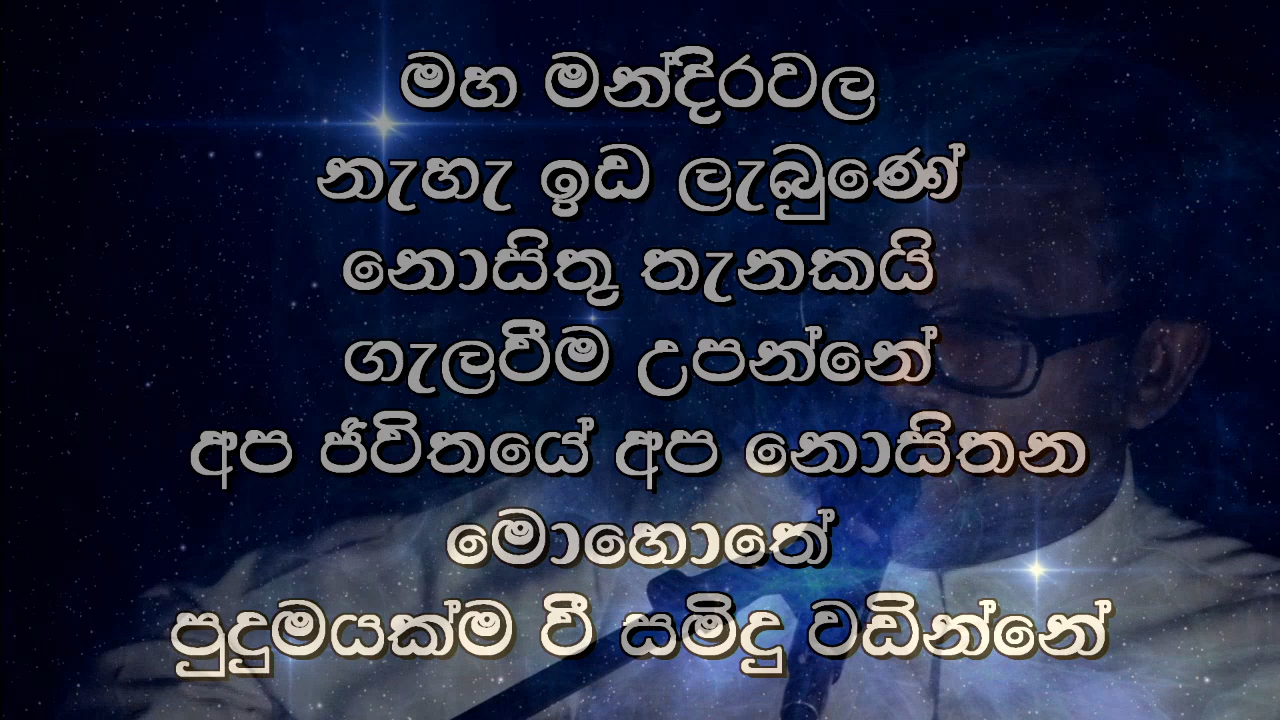 මහ මන්දිරවල
නැහැ ඉඩ ලැබුණේ
නොසිතූ තැනකයි
ගැලවීම උපන්නේ
අප ජීවිතයේ අප නොසිතන
මොහොතේ
පුදුමයක්ම වී සමිඳු වඩින්නේ